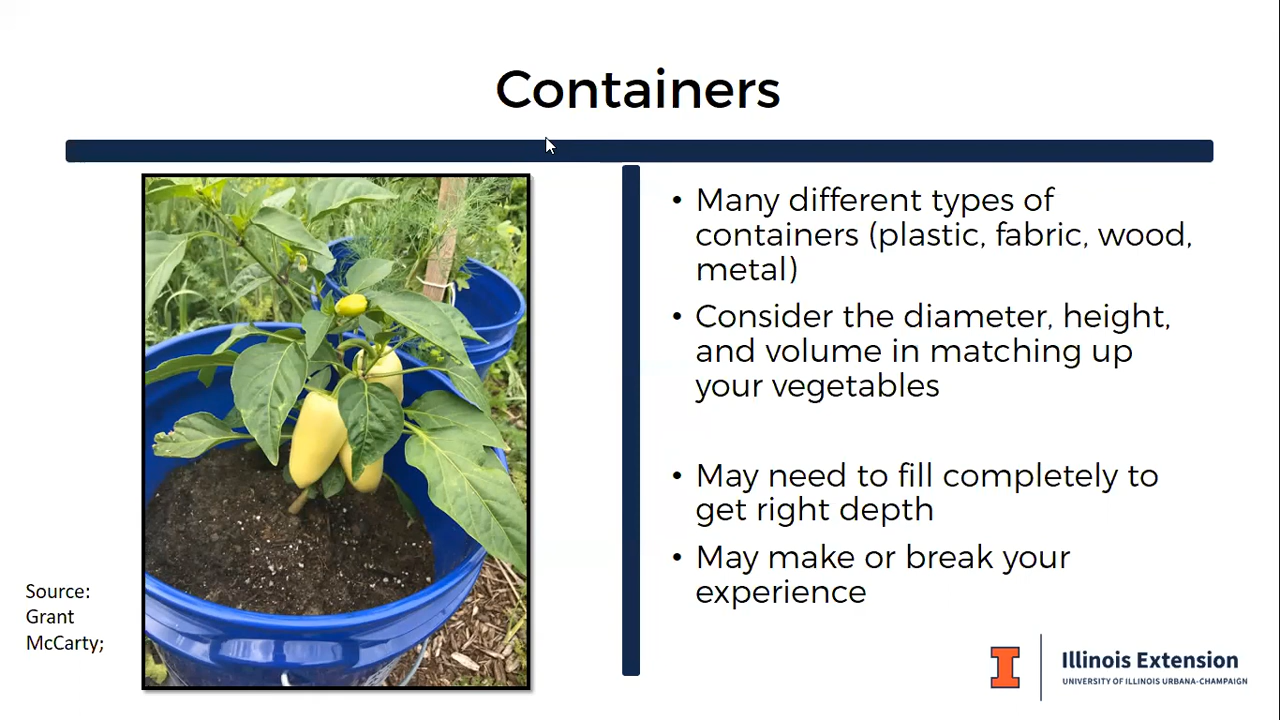 Containers
• Many different types of
containers (plastic, fabric, wood,
metal)
• Consider the diameter, height,
and volume in matching up
your vegetables
• May need to fill completely to
get right depth
• May make or break your
experience
Source:
Grant
McCarty;
I
Illinois Extension
UNIVERSITY OF ILLINOIS URBANA-CHAMPAIGN